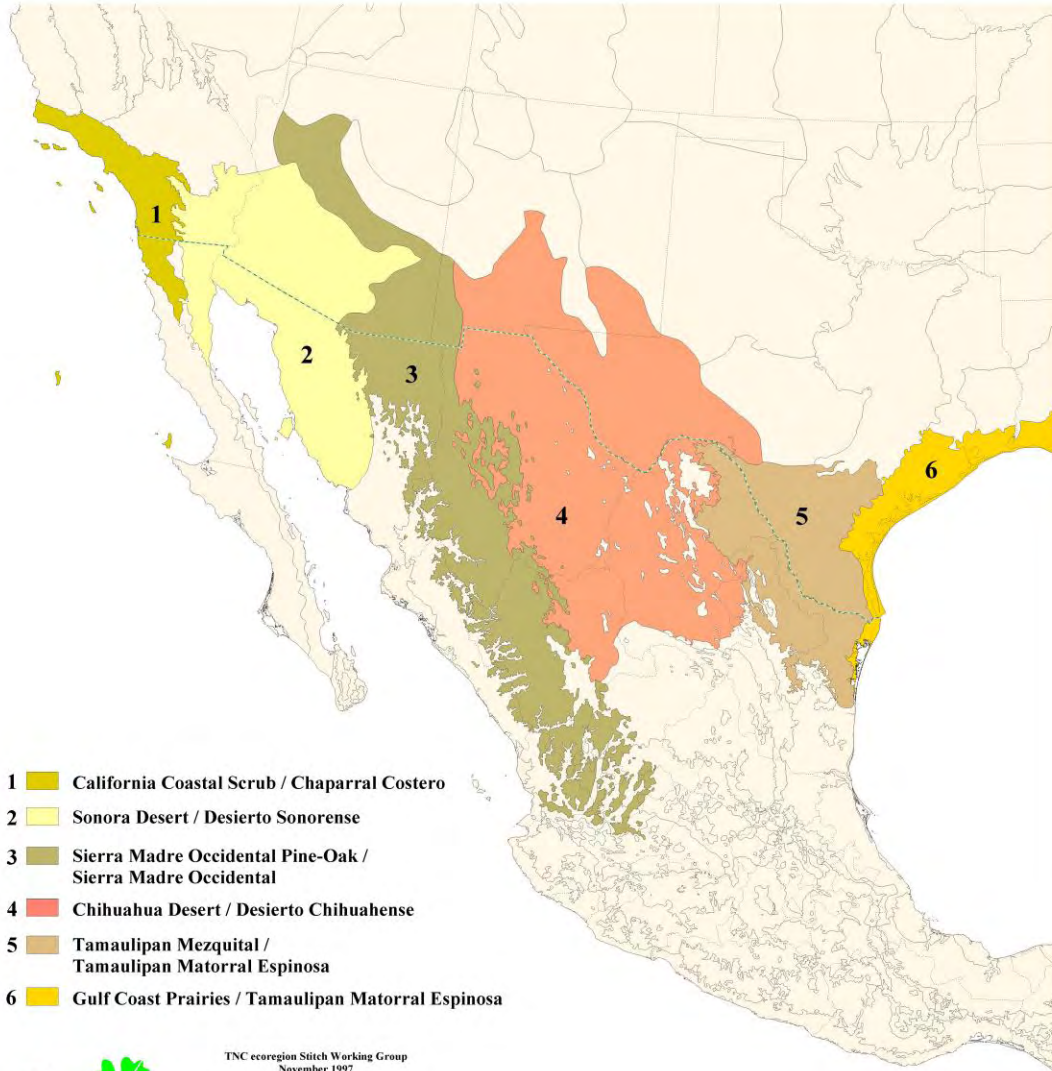 1
2
3
4
5
6
1 California Coastal Scrub / Chaparral Costero
2 Sonora Desert / Desierto Sonorense
3 Sierra Madre Occidental Pine-Oak /
Sierra Madre Occidental
4 Chihuahua Desert / Desierto Chihuahense
5 Tamaulipan Mezquital /
Tamaulipan Matorral Espinosa
6 Gulf Coast Prairies / Tamaulipan Matorral Espinosa
TNC ecoregion Stitch Working Group
November 1997